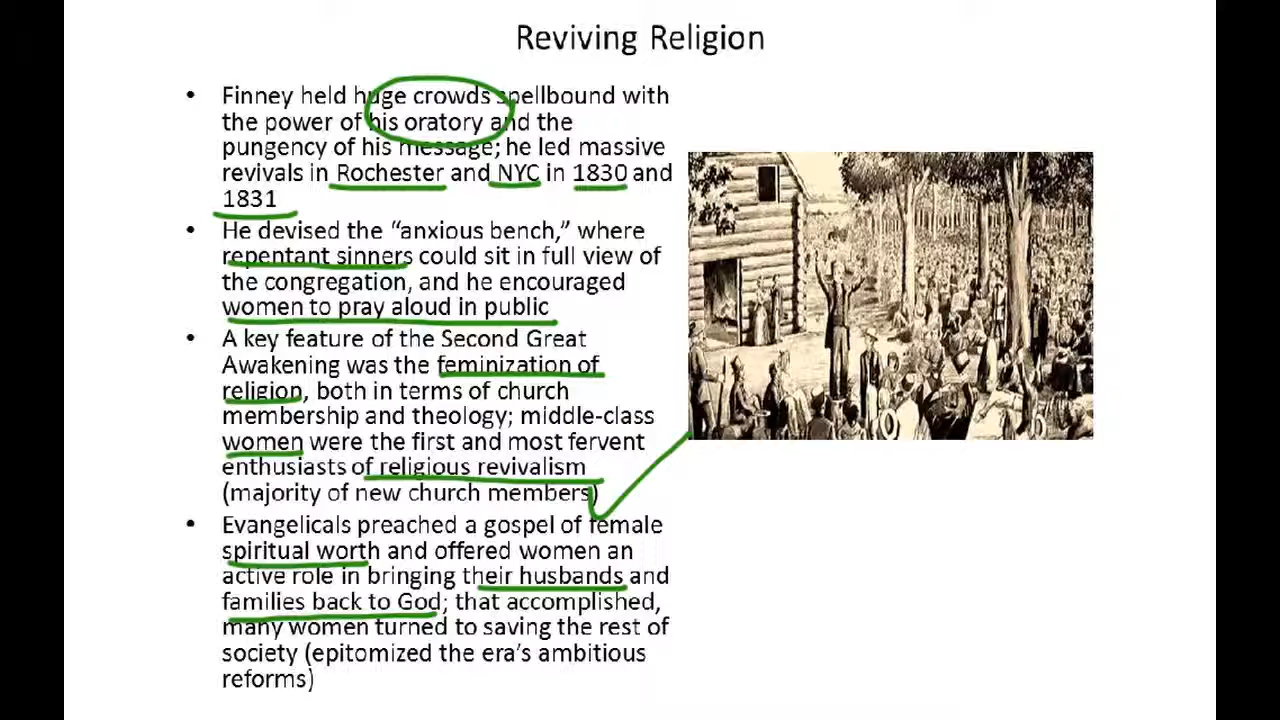 Reviving Religion
• Finney held huge crowds spellbound with
the power of his oratory and the
pungency of his message; he led massive
revivals in Rochester and NYC in 1830 and
1831
• He devised the “anxious bench,” where
repentant sinners could sit in full view of
the congregation, and he encouraged
women to pray aloud in public
• A key feature of the Second Great
Awakening was the feminization of
religion, both in terms of church
membership and theology; middle-class
women were the first and most fervent
enthusiasts of religious revivalism
(majority of new church members)
• Evangelicals preached a gospel of female
spiritual worth and offered women an
active role in bringing their husbands and
families back to God; that accomplished,
many women turned to saving the rest of
society (epitomized the era’s ambitious
reforms)